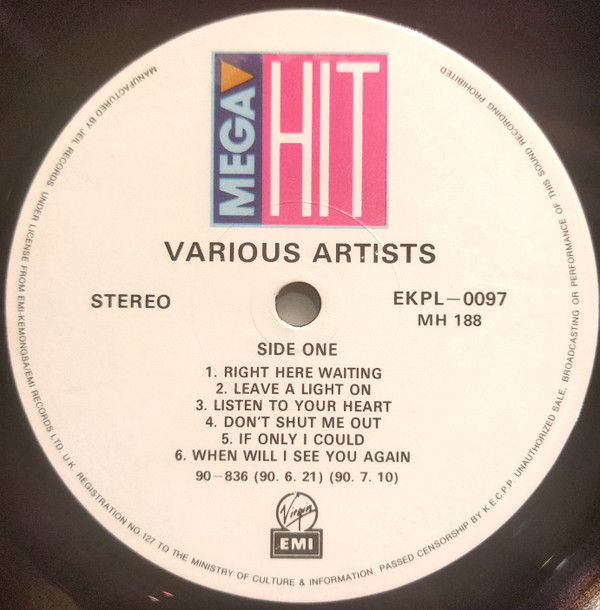 MEGA HIT
VARIOUS ARTISTS
STEREO
EKPL-0097
MH 188
SIDE ONE
1. RIGHT HERE WAITING
2. LEAVE A LIGHT ON
3. LISTEN TO YOUR HEART
4. DON'T SHUT ME OUT
5. IF ONLY I COULD
6. WHEN WILL I SEE YOU AGAIN
90-836 (90. 6. 21) (90. 7. 10)
Virgin
EMI
MANUFACTURED BY JEIL RECORDS UNDER LICENSE FROM EMI-KEMONGSA/EMI RECORDS LTD. U.K. REGISTRATION NO.127 TO THE MINISTRY OF CULTURE & INFORMATION. PASSED CENSORSHIP BY K.E.C.P.P. UNAUTHORIZED SALE, BROADCASTING OR PERFORMANCE OF THIS SOUND RECORDING PROHIBITED